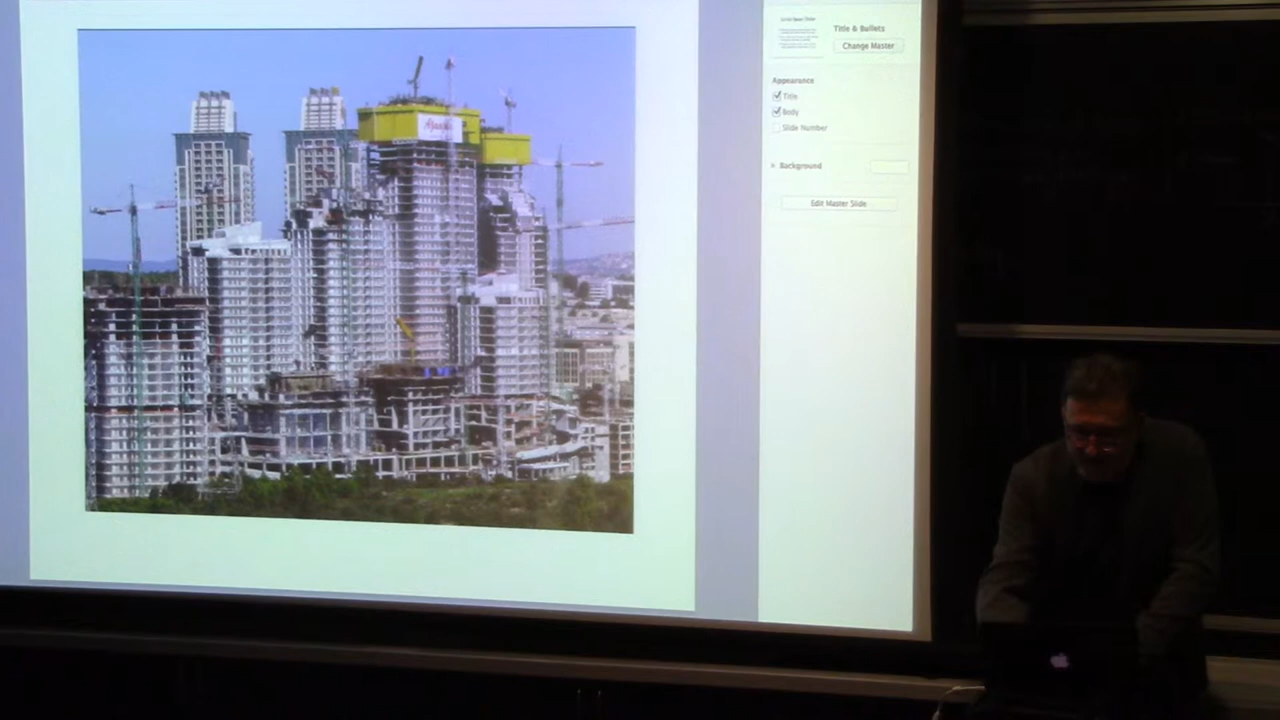 Title & Bullets
Change Master
Appearance
Title
Body
Slide Number
Background
Edit Master Slide